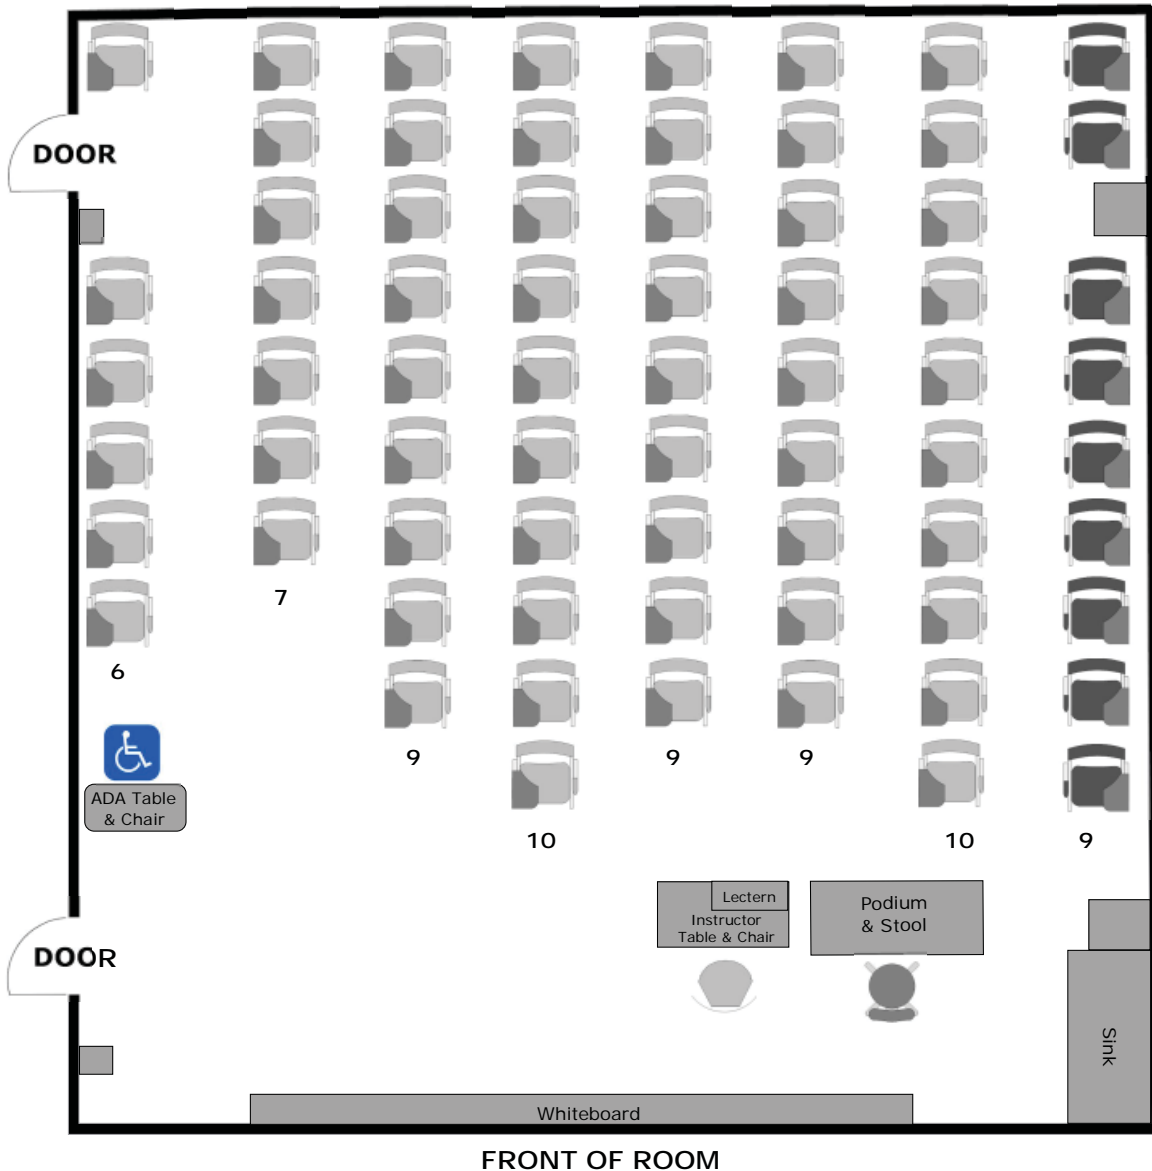 DOOR
7
6
9
9
9
ADA Table
& Chair
10
10
9
Lectern
Instructor
Table & Chair
Podium
& Stool
DOOR
Sink
Whiteboard
FRONT OF ROOM